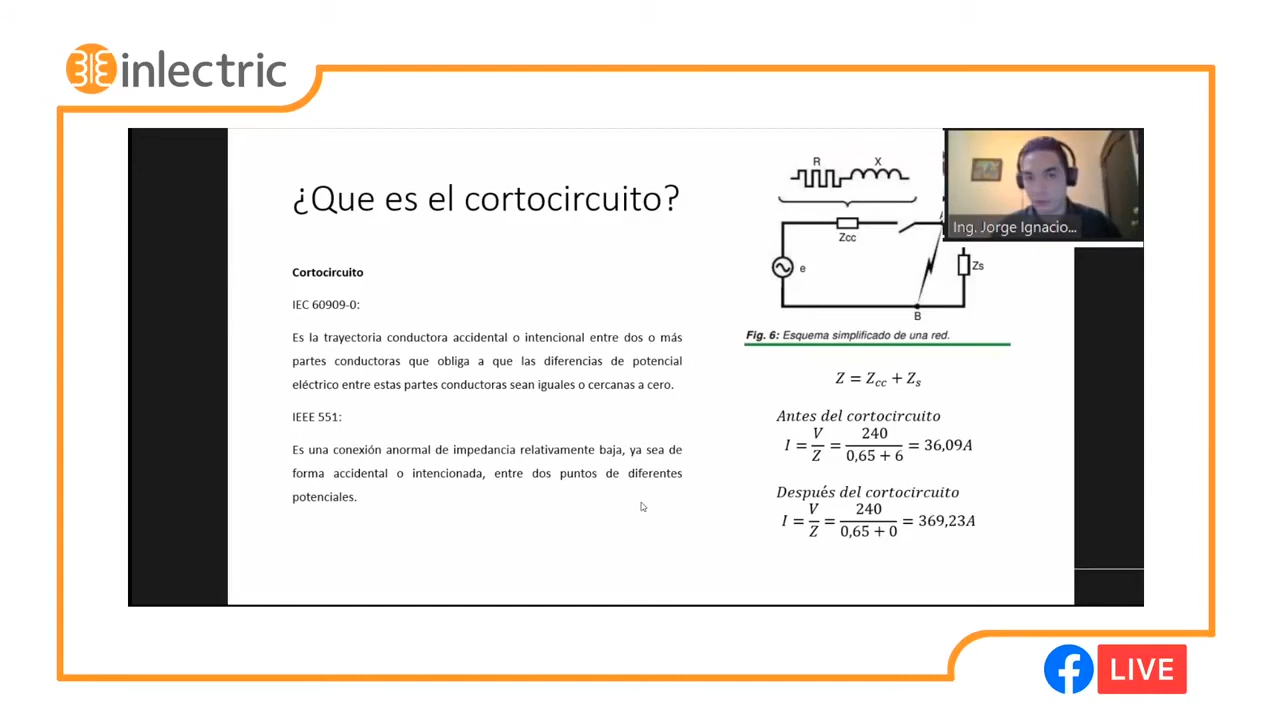 inlectric
¿Que es el cortocircuito?
Cortocircuito
IEC 60909-0:
Es la trayectoria conductora accidental o intencional entre dos o más
partes conductoras que obliga a que las diferencias de potencial
eléctrico entre estas partes conductoras sean iguales o cercanas a cero.
IEEE 551:
Es una conexión anormal de impedancia relativamente baja, ya sea de
forma accidental o intencionada, entre dos puntos de diferentes
potenciales.
R X
Zcc
e
Zs
B
Ing. Jorge Ignacio...
Fig. 6: Esquema simplificado de una red.
Z = Zcc + Zs
Antes del cortocircuito
I = V/Z = 240/(0,65 + 6) = 36,09A
Después del cortocircuito
I = V/Z = 240/(0,65 + 0) = 369,23A
LIVE